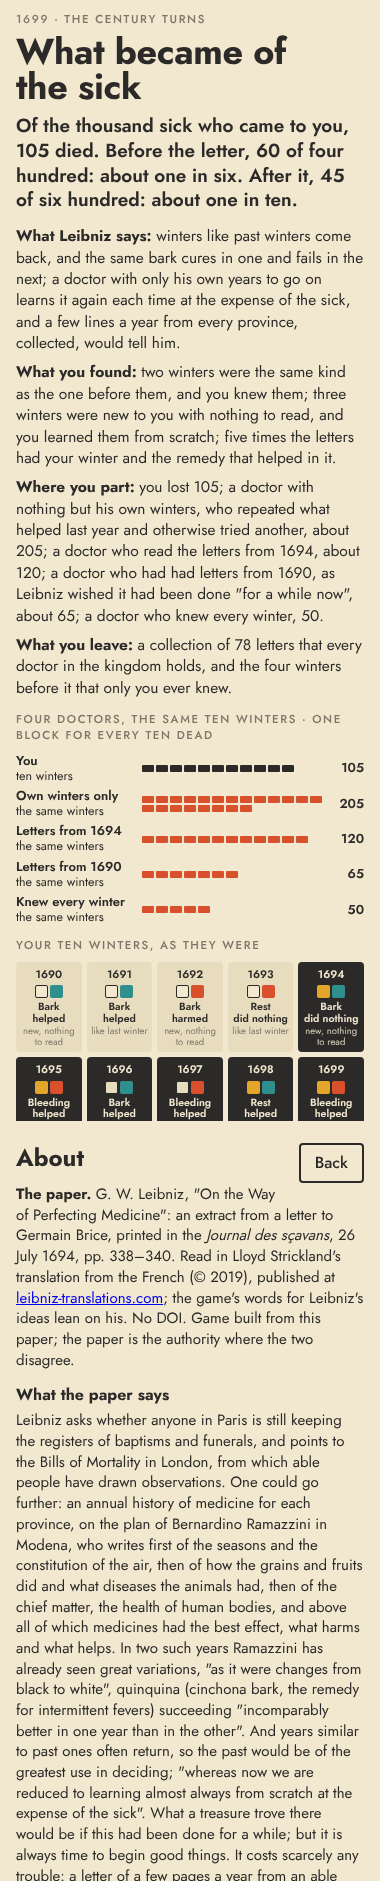 1699 · THE CENTURY TURNS
What became of
the sick
Of the thousand sick who came to you,
105 died. Before the letter, 60 of four
hundred: about one in six. After it, 45
of six hundred: about one in ten.
What Leibniz says: winters like past winters come
back, and the same bark cures in one and fails in the
next; a doctor with only his own years to go on
learns it again each time at the expense of the sick,
and a few lines a year from every province,
collected, would tell him.
What you found: two winters were the same kind
as the one before them, and you knew them; three
winters were new to you with nothing to read, and
you learned them from scratch; five times the letters
had your winter and the remedy that helped in it.
Where you part: you lost 105; a doctor with
nothing but his own winters, who repeated what
helped last year and otherwise tried another, about
205; a doctor who read the letters from 1694, about
120; a doctor who had had letters from 1690, as
Leibniz wished it had been done "for a while now",
about 65; a doctor who knew every winter, 50.
What you leave: a collection of 78 letters that every
doctor in the kingdom holds, and the four winters
before it that only you ever knew.
FOUR DOCTORS, THE SAME TEN WINTERS · ONE
BLOCK FOR EVERY TEN DEAD
You
ten winters
105
Own winters only
the same winters
205
Letters from 1694
the same winters
120
Letters from 1690
the same winters
65
Knew every winter
the same winters
50
YOUR TEN WINTERS, AS THEY WERE
1690
Bark
helped
new, nothing
to read
1691
Bark
helped
like last winter
1692
Bark
harmed
new, nothing
to read
1693
Rest
did nothing
like last winter
1694
Bark
did nothing
new, nothing
to read
1695
Bleeding
helped
1696
Bark
helped
1697
Bleeding
helped
1698
Rest
helped
1699
Bleeding
helped
About
Back
The paper. G. W. Leibniz, "On the Way
of Perfecting Medicine": an extract from a letter to
Germain Brice, printed in the Journal des sçavans, 26
July 1694, pp. 338–340. Read in Lloyd Strickland's
translation from the French (© 2019), published at
leibniz-translations.com; the game's words for Leibniz's
ideas lean on his. No DOI. Game built from this
paper; the paper is the authority where the two
disagree.
What the paper says
Leibniz asks whether anyone in Paris is still keeping
the registers of baptisms and funerals, and points to
the Bills of Mortality in London, from which able
people have drawn observations. One could go
further: an annual history of medicine for each
province, on the plan of Bernardino Ramazzini in
Modena, who writes first of the seasons and the
constitution of the air, then of how the grains and fruits
did and what diseases the animals had, then of the
chief matter, the health of human bodies, and above
all of which medicines had the best effect, what harms
and what helps. In two such years Ramazzini has
already seen great variations, "as it were changes from
black to white", quinquina (cinchona bark, the remedy
for intermittent fevers) succeeding "incomparably
better in one year than in the other". And years similar
to past ones often return, so the past would be of the
greatest use in deciding; "whereas now we are
reduced to learning almost always from scratch at the
expense of the sick". What a treasure trove there
would be if this had been done for a while; but it is
always time to begin good things. It costs scarcely any
trouble: a letter of a few pages a year from an able